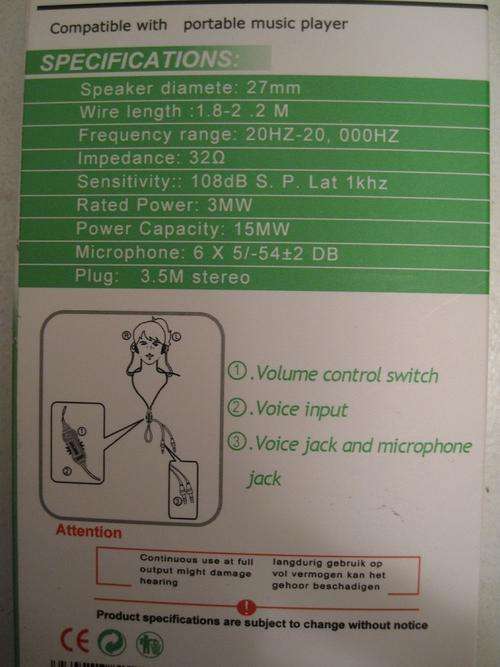 Compatible with portable music player
SPECIFICATIONS:
Speaker diamete: 27mm
Wire length :1.8-2 .2 M
Frequency range: 20HZ-20, 000HZ
Impedance: 32Ω
Sensitivity:: 108dB S. P. Lat 1khz
Rated Power: 3MW
Power Capacity: 15MW
Microphone: 6 X 5/-54±2 DB
Plug: 3.5M stereo
R L
① .Volume control switch
② .Voice input
③ .Voice jack and microphone
jack
①
②
③
Attention
Continuous use at full
output might damage
hearing
langdurig gebruik op
vol vermogen kan het
gehoor beschadigen
!
Product specifications are subject to change without notice
CE